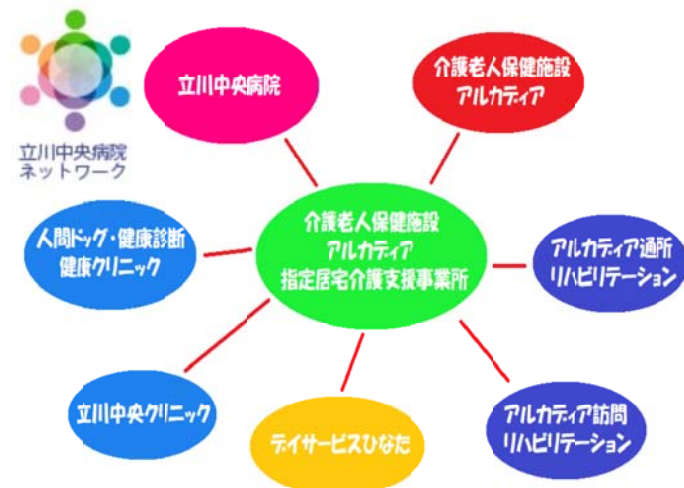 立川中央病院
ネットワーク
立川中央病院
介護老人保健施設
アルカディア
人間ドッグ・健康診断
健康クリニック
介護老人保健施設
アルカディア
指定居宅介護支援事業所
アルカディア通所
リハビリテーション
立川中央クリニック
デイサービスひなた
アルカディア訪問
リハビリテーション